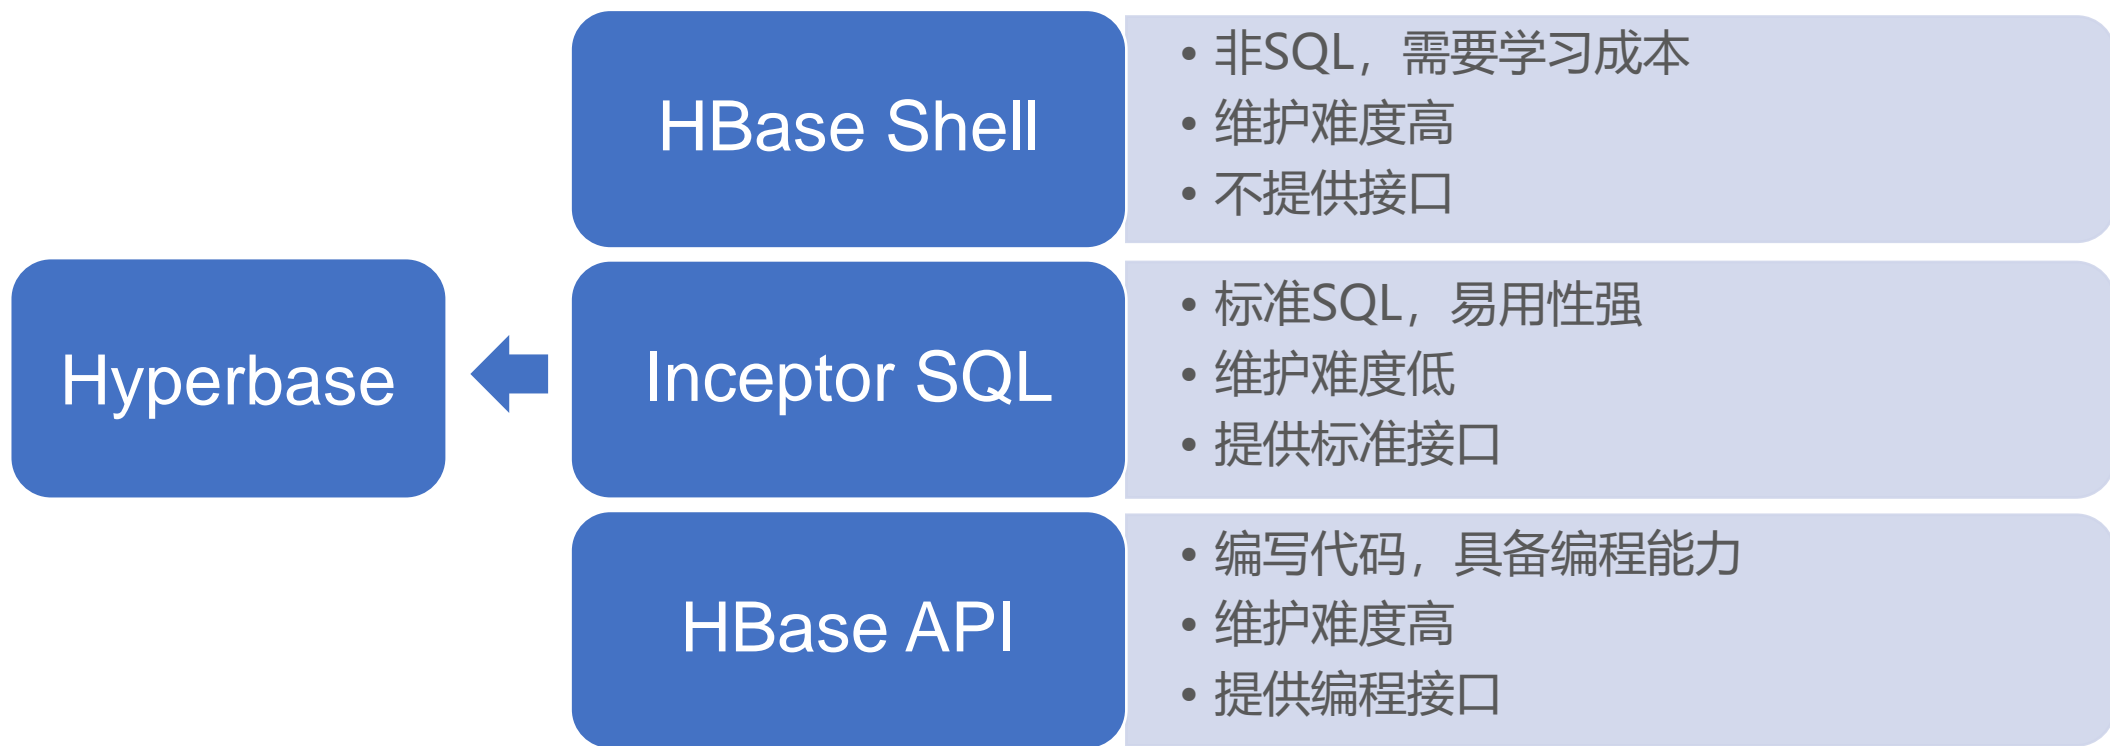 HBase Shell
• 非SQL，需要学习成本
• 维护难度高
• 不提供接口
Hyperbase
Inceptor SQL
• 标准SQL，易用性强
• 维护难度低
• 提供标准接口
HBase API
• 编写代码，具备编程能力
• 维护难度高
• 提供编程接口